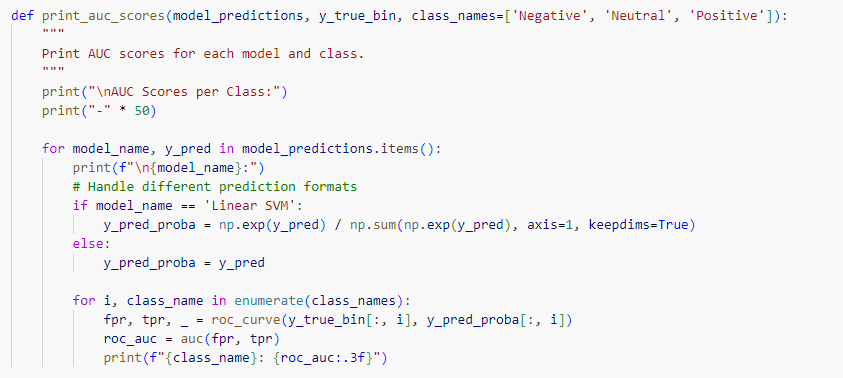 def print_auc_scores(model_predictions, y_true_bin, class_names=['Negative', 'Neutral', 'Positive']):
    """
    Print AUC scores for each model and class.
    """
    print("\nAUC Scores per Class:")
    print("-" * 50)

    for model_name, y_pred in model_predictions.items():
        print(f"\n{model_name}:")
        # Handle different prediction formats
        if model_name == 'Linear SVM':
            y_pred_proba = np.exp(y_pred) / np.sum(np.exp(y_pred), axis=1, keepdims=True)
        else:
            y_pred_proba = y_pred

        for i, class_name in enumerate(class_names):
            fpr, tpr, _ = roc_curve(y_true_bin[:, i], y_pred_proba[:, i])
            roc_auc = auc(fpr, tpr)
            print(f"{class_name}: {roc_auc:.3f}")